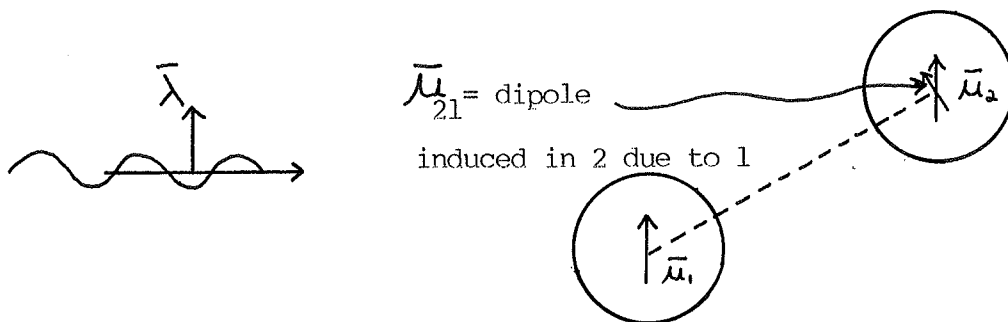 λ̄
μ̄₂₁= dipole
induced in 2 due to 1
μ̄₂
μ̄₁